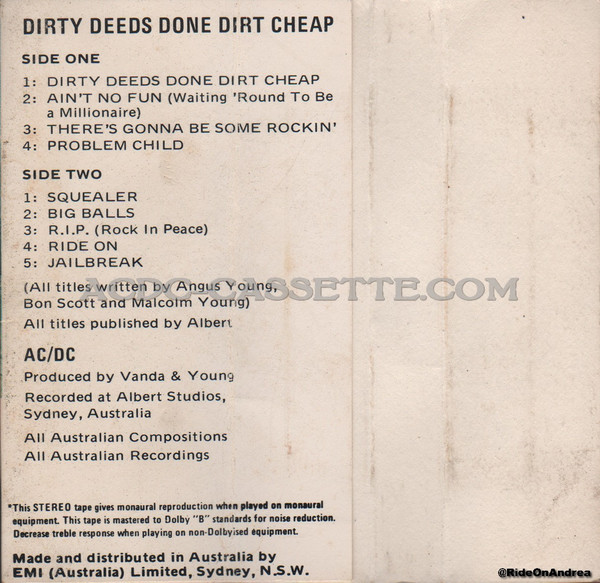 DIRTY DEEDS DONE DIRT CHEAP
SIDE ONE
1: DIRTY DEEDS DONE DIRT CHEAP
2: AIN'T NO FUN (Waiting 'Round To Be
a Millionaire)
3: THERE'S GONNA BE SOME ROCKIN'
4: PROBLEM CHILD
SIDE TWO
1: SQUEALER
2: BIG BALLS
3: R.I.P. (Rock In Peace)
4: RIDE ON
5: JAILBREAK
ACDC-CASSETTE.COM
(All titles written by Angus Young,
Bon Scott and Malcolm Young)
All titles published by Albert
AC/DC
Produced by Vanda & Young
Recorded at Albert Studios,
Sydney, Australia
All Australian Compositions
All Australian Recordings
*This STEREO tape gives monaural reproduction when played on monaural
equipment. This tape is mastered to Dolby "B" standards for noise reduction.
Decrease treble response when playing on non-Dolbyised equipment.
Made and distributed in Australia by
EMI (Australia) Limited, Sydney, N.S.W.
@RideOnAndrea